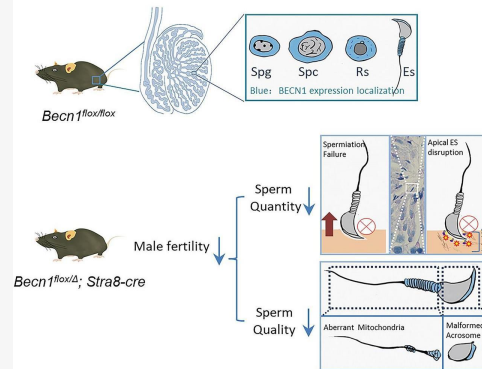 Spg Spc Rs Es
Blue： BECN1 expression localization
Becn1flox/flox
Spermiation
Failure
Apical ES
disruption
Sperm
Quantity
Male fertility
Becn1flox/Δ; Stra8-cre
Sperm
Quality
Aberrant Mitochondria
Malformed
Acrosome